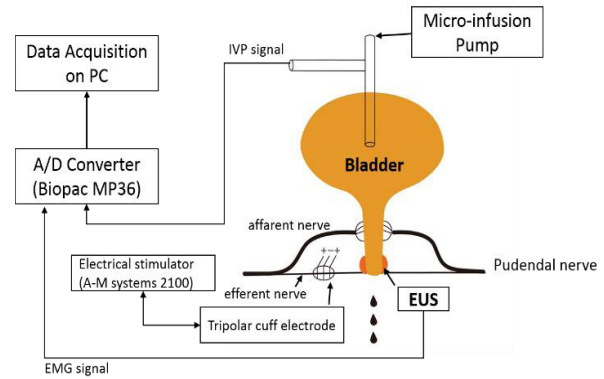 Data Acquisition
on PC
IVP signal
Micro-infusion
Pump
A/D Converter
(Biopac MP36)
Bladder
affarent nerve
Electrical stimulator
(A-M systems 2100)
+-+
efferent nerve
Tripolar cuff electrode
Pudendal nerve
EUS
EMG signal